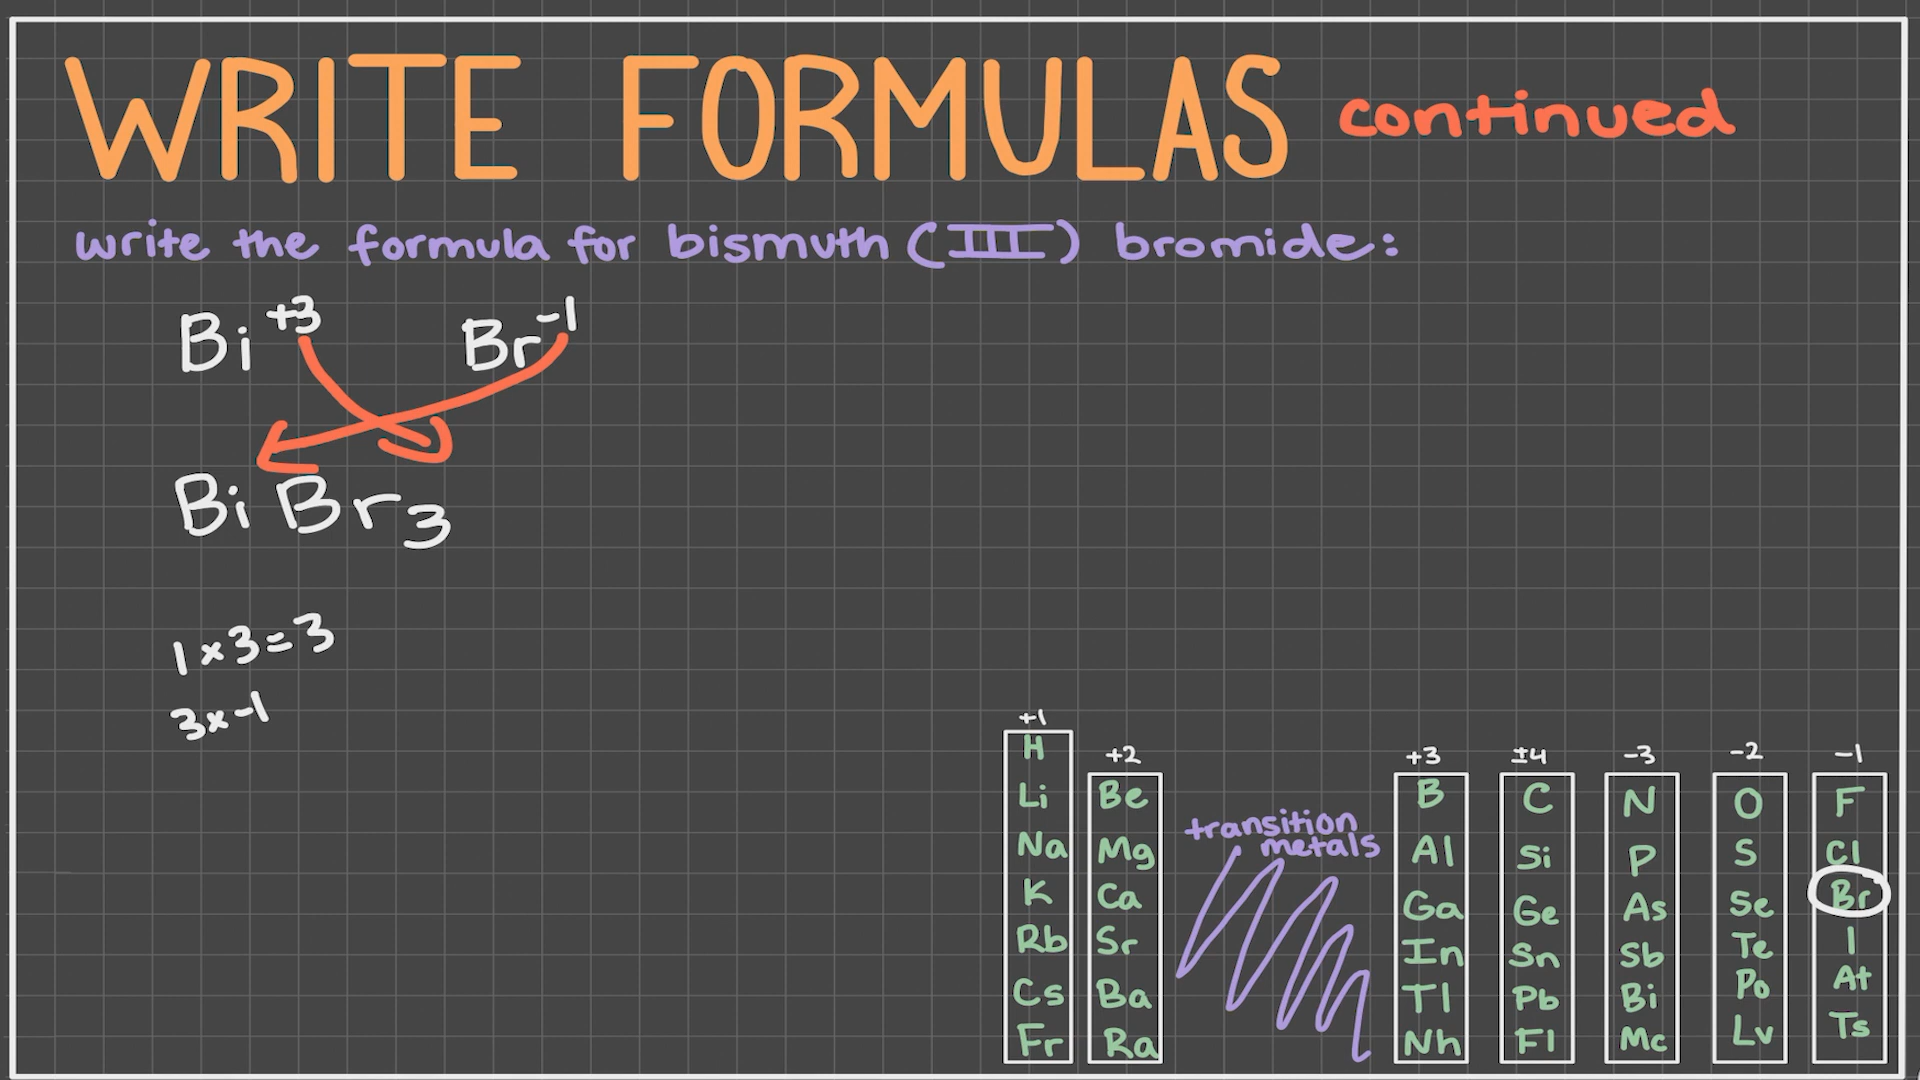 WRITE FORMULAS continued
write the formula for bismuth (III) bromide:
Bi +3 Br -1
Bi Br3
1×3=3
3×-1
+1 +2 +3 ±4 -3 -2 -1
H
Li Be B C N O F
transition metals
Na Mg Al Si P S Cl
K Ca Ga Ge As Se Br
Rb Sr In Sn Sb Te I
Cs Ba Tl Pb Bi Po At
Fr Ra Nh Fl Mc Lv Ts